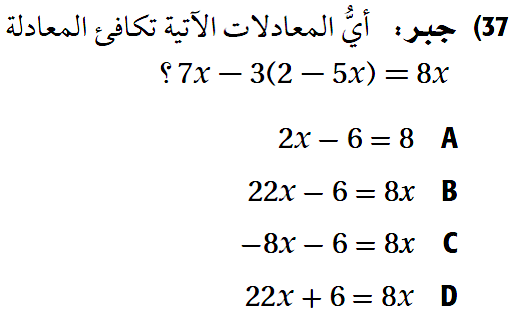 37) جبر: أيُّ المعادلات الآتية تكافئ المعادلة
7x − 3(2 − 5x) = 8x ؟
A 2x − 6 = 8
B 22x − 6 = 8x
C −8x − 6 = 8x
D 22x + 6 = 8x